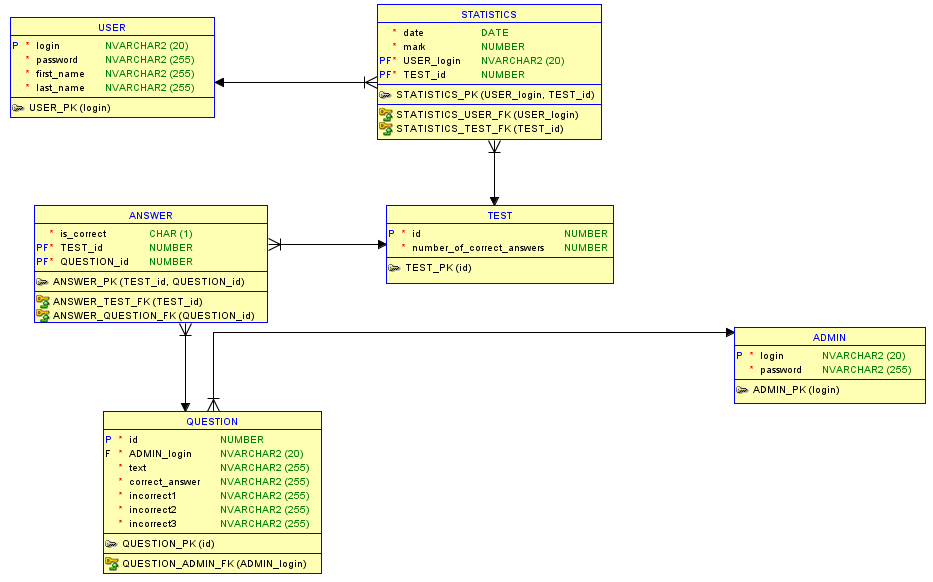 USER
P * login NVARCHAR2 (20)
* password NVARCHAR2 (255)
* first_name NVARCHAR2 (255)
* last_name NVARCHAR2 (255)
USER_PK (login)
STATISTICS
* date DATE
* mark NUMBER
PF* USER_login NVARCHAR2 (20)
PF* TEST_id NUMBER
STATISTICS_PK (USER_login, TEST_id)
STATISTICS_USER_FK (USER_login)
STATISTICS_TEST_FK (TEST_id)
ANSWER
* is_correct CHAR (1)
PF* TEST_id NUMBER
PF* QUESTION_id NUMBER
ANSWER_PK (TEST_id, QUESTION_id)
ANSWER_TEST_FK (TEST_id)
ANSWER_QUESTION_FK (QUESTION_id)
TEST
P * id NUMBER
* number_of_correct_answers NUMBER
TEST_PK (id)
ADMIN
P * login NVARCHAR2 (20)
* password NVARCHAR2 (255)
ADMIN_PK (login)
QUESTION
P * id NUMBER
F * ADMIN_login NVARCHAR2 (20)
* text NVARCHAR2 (255)
* correct_answer NVARCHAR2 (255)
* incorrect1 NVARCHAR2 (255)
* incorrect2 NVARCHAR2 (255)
* incorrect3 NVARCHAR2 (255)
QUESTION_PK (id)
QUESTION_ADMIN_FK (ADMIN_login)